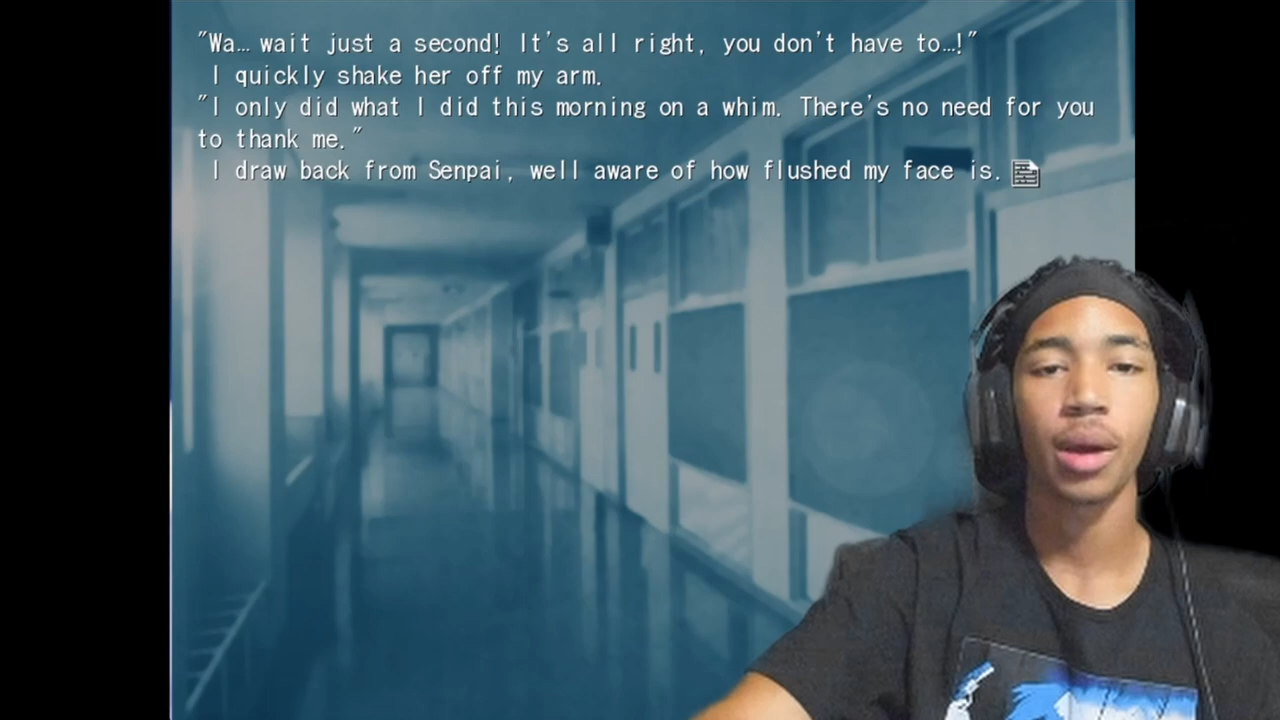 "Wa… wait just a second! It's all right, you don't have to…!"
I quickly shake her off my arm.
"I only did what I did this morning on a whim. There's no need for you
to thank me."
I draw back from Senpai, well aware of how flushed my face is.